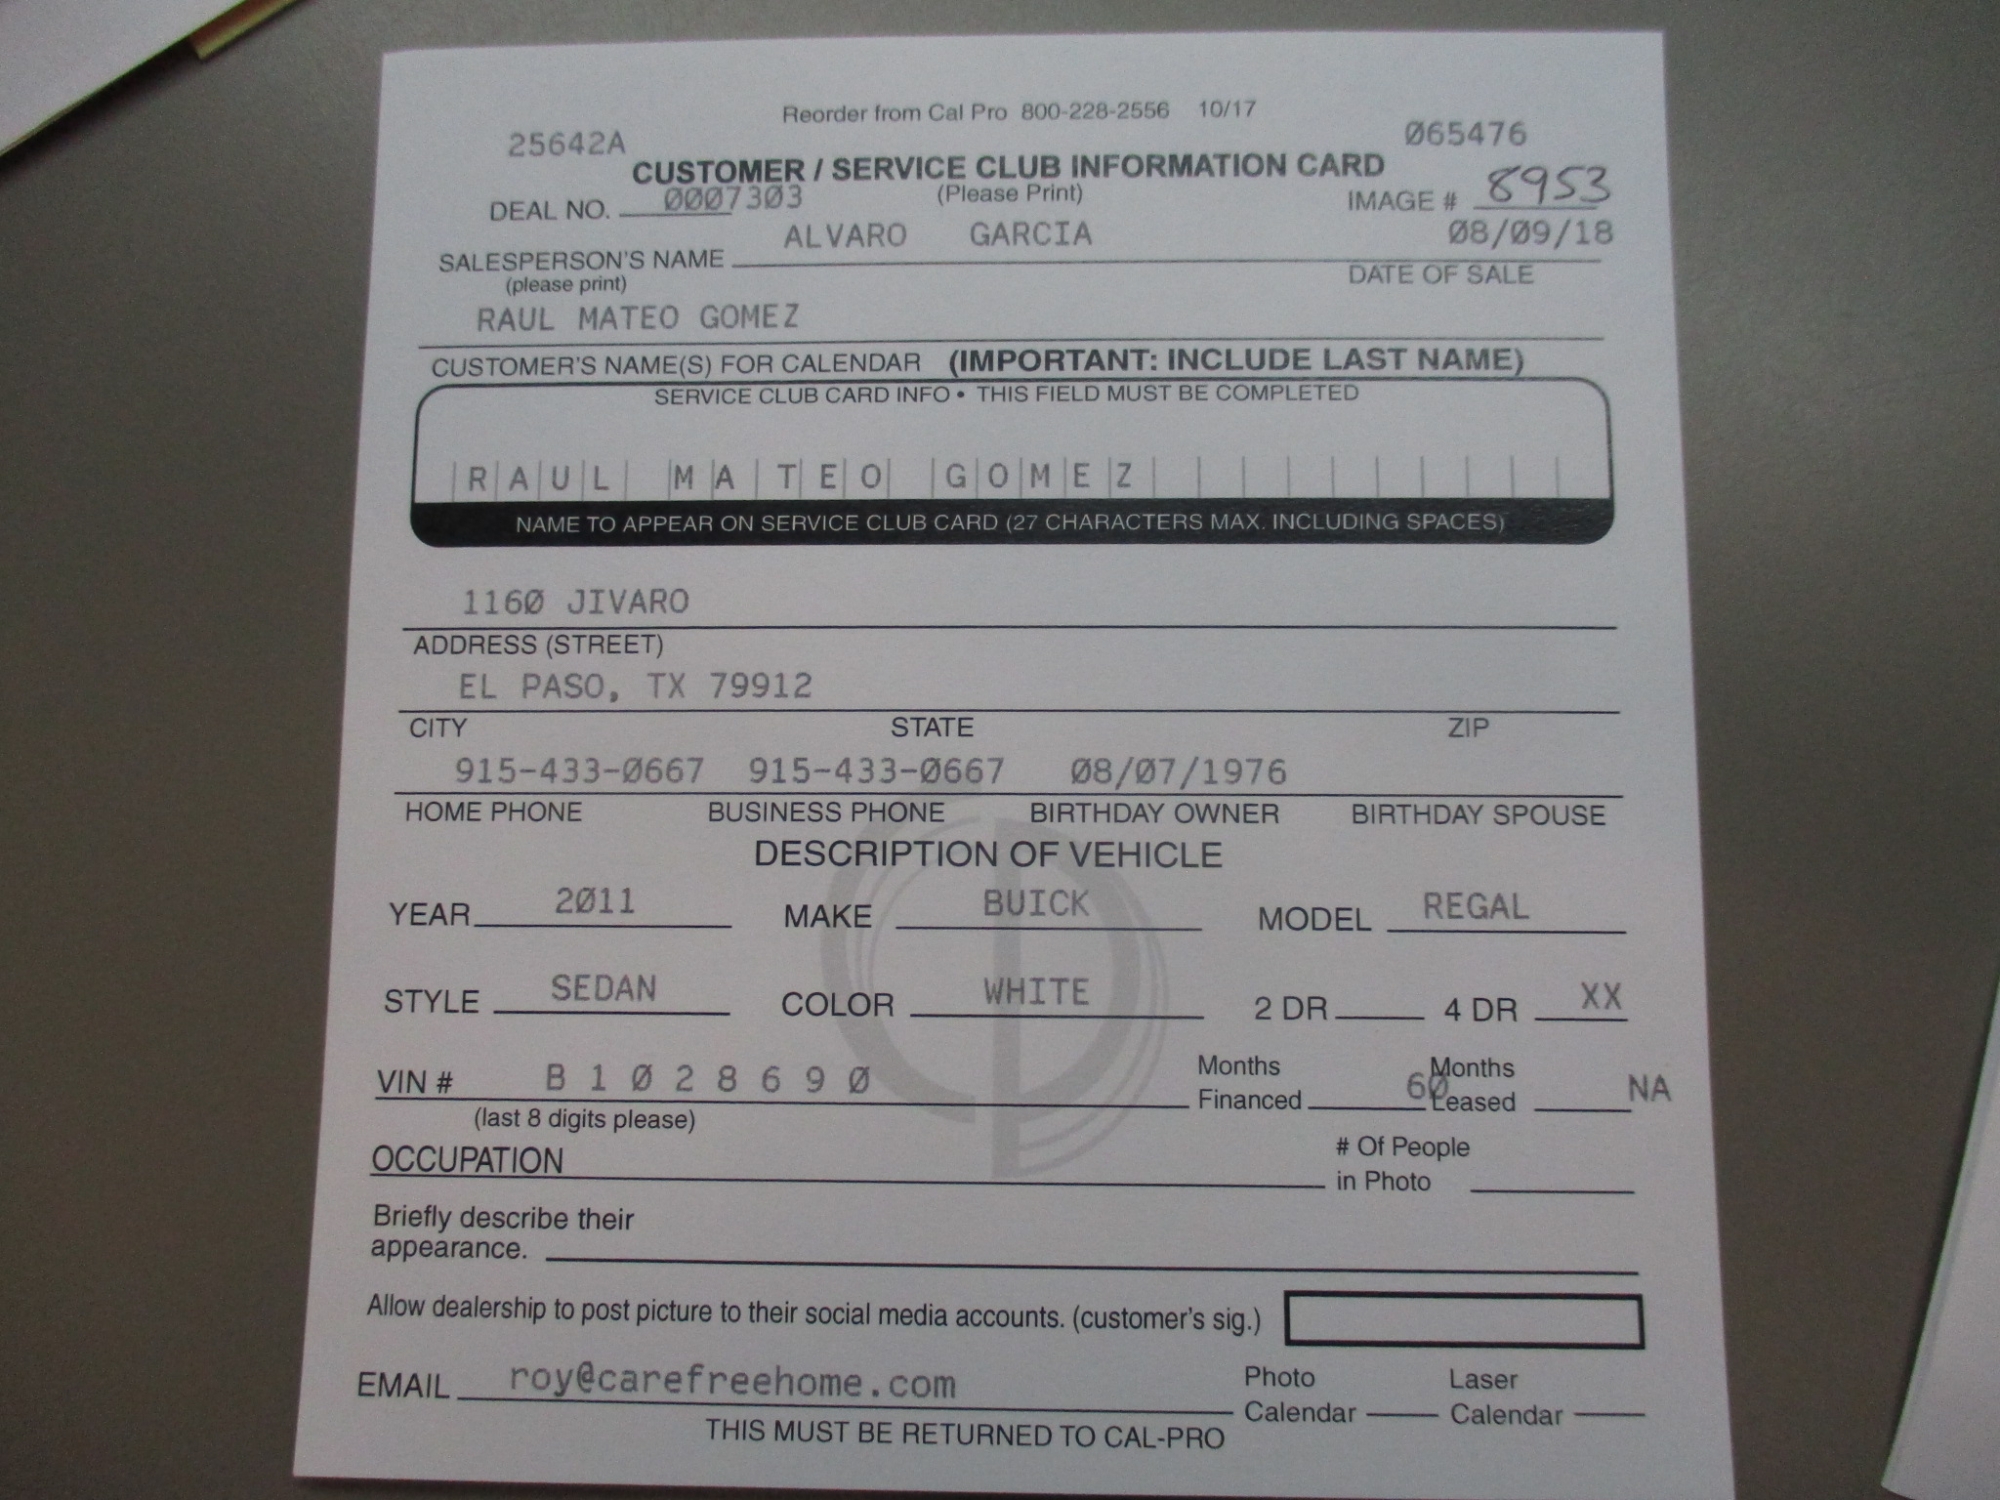 Reorder from Cal Pro 800-228-2556 10/17
25642A 065476
CUSTOMER / SERVICE CLUB INFORMATION CARD
DEAL NO. 0007303 (Please Print) IMAGE # 8953
ALVARO GARCIA 08/09/18
SALESPERSON'S NAME DATE OF SALE
(please print)
RAUL MATEO GOMEZ
CUSTOMER'S NAME(S) FOR CALENDAR (IMPORTANT: INCLUDE LAST NAME)
SERVICE CLUB CARD INFO • THIS FIELD MUST BE COMPLETED
RAUL MATEO GOMEZ
NAME TO APPEAR ON SERVICE CLUB CARD (27 CHARACTERS MAX. INCLUDING SPACES)
1160 JIVARO
ADDRESS (STREET)
EL PASO, TX 79912
CITY STATE ZIP
915-433-0667 915-433-0667 08/07/1976
HOME PHONE BUSINESS PHONE BIRTHDAY OWNER BIRTHDAY SPOUSE
DESCRIPTION OF VEHICLE
YEAR 2011 MAKE BUICK MODEL REGAL
STYLE SEDAN COLOR WHITE 2 DR 4 DR XX
VIN # B1028690 Months Financed 60 Months Leased NA
(last 8 digits please)
OCCUPATION # Of People in Photo
Briefly describe their
appearance.
Allow dealership to post picture to their social media accounts. (customer's sig.)
EMAIL roy@carefreehome.com Photo Calendar Laser Calendar
THIS MUST BE RETURNED TO CAL-PRO